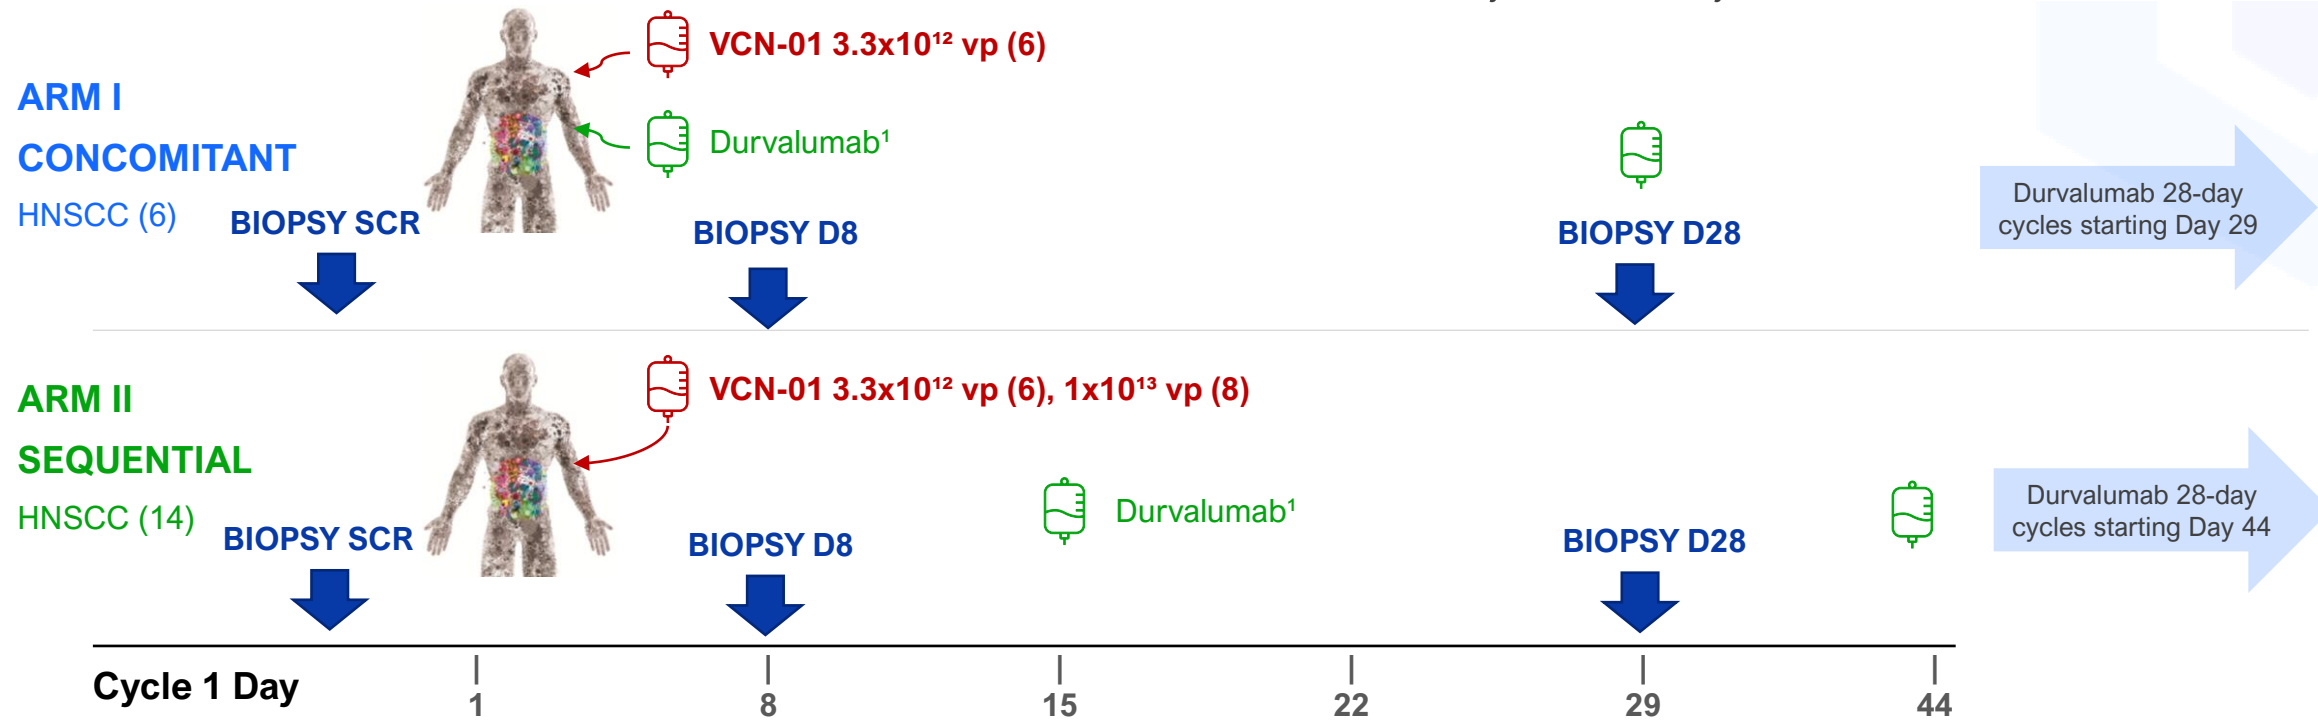 VCN-01 3.3x10¹² vp (6)
ARM I
CONCOMITANT
HNSCC (6)
Durvalumab¹
BIOPSY SCR
BIOPSY D8
BIOPSY D28
Durvalumab 28-day
cycles starting Day 29
VCN-01 3.3x10¹² vp (6), 1x10¹³ vp (8)
ARM II
SEQUENTIAL
HNSCC (14)
Durvalumab¹
BIOPSY SCR
BIOPSY D8
BIOPSY D28
Durvalumab 28-day
cycles starting Day 44
Cycle 1 Day
1 8 15 22 29 44